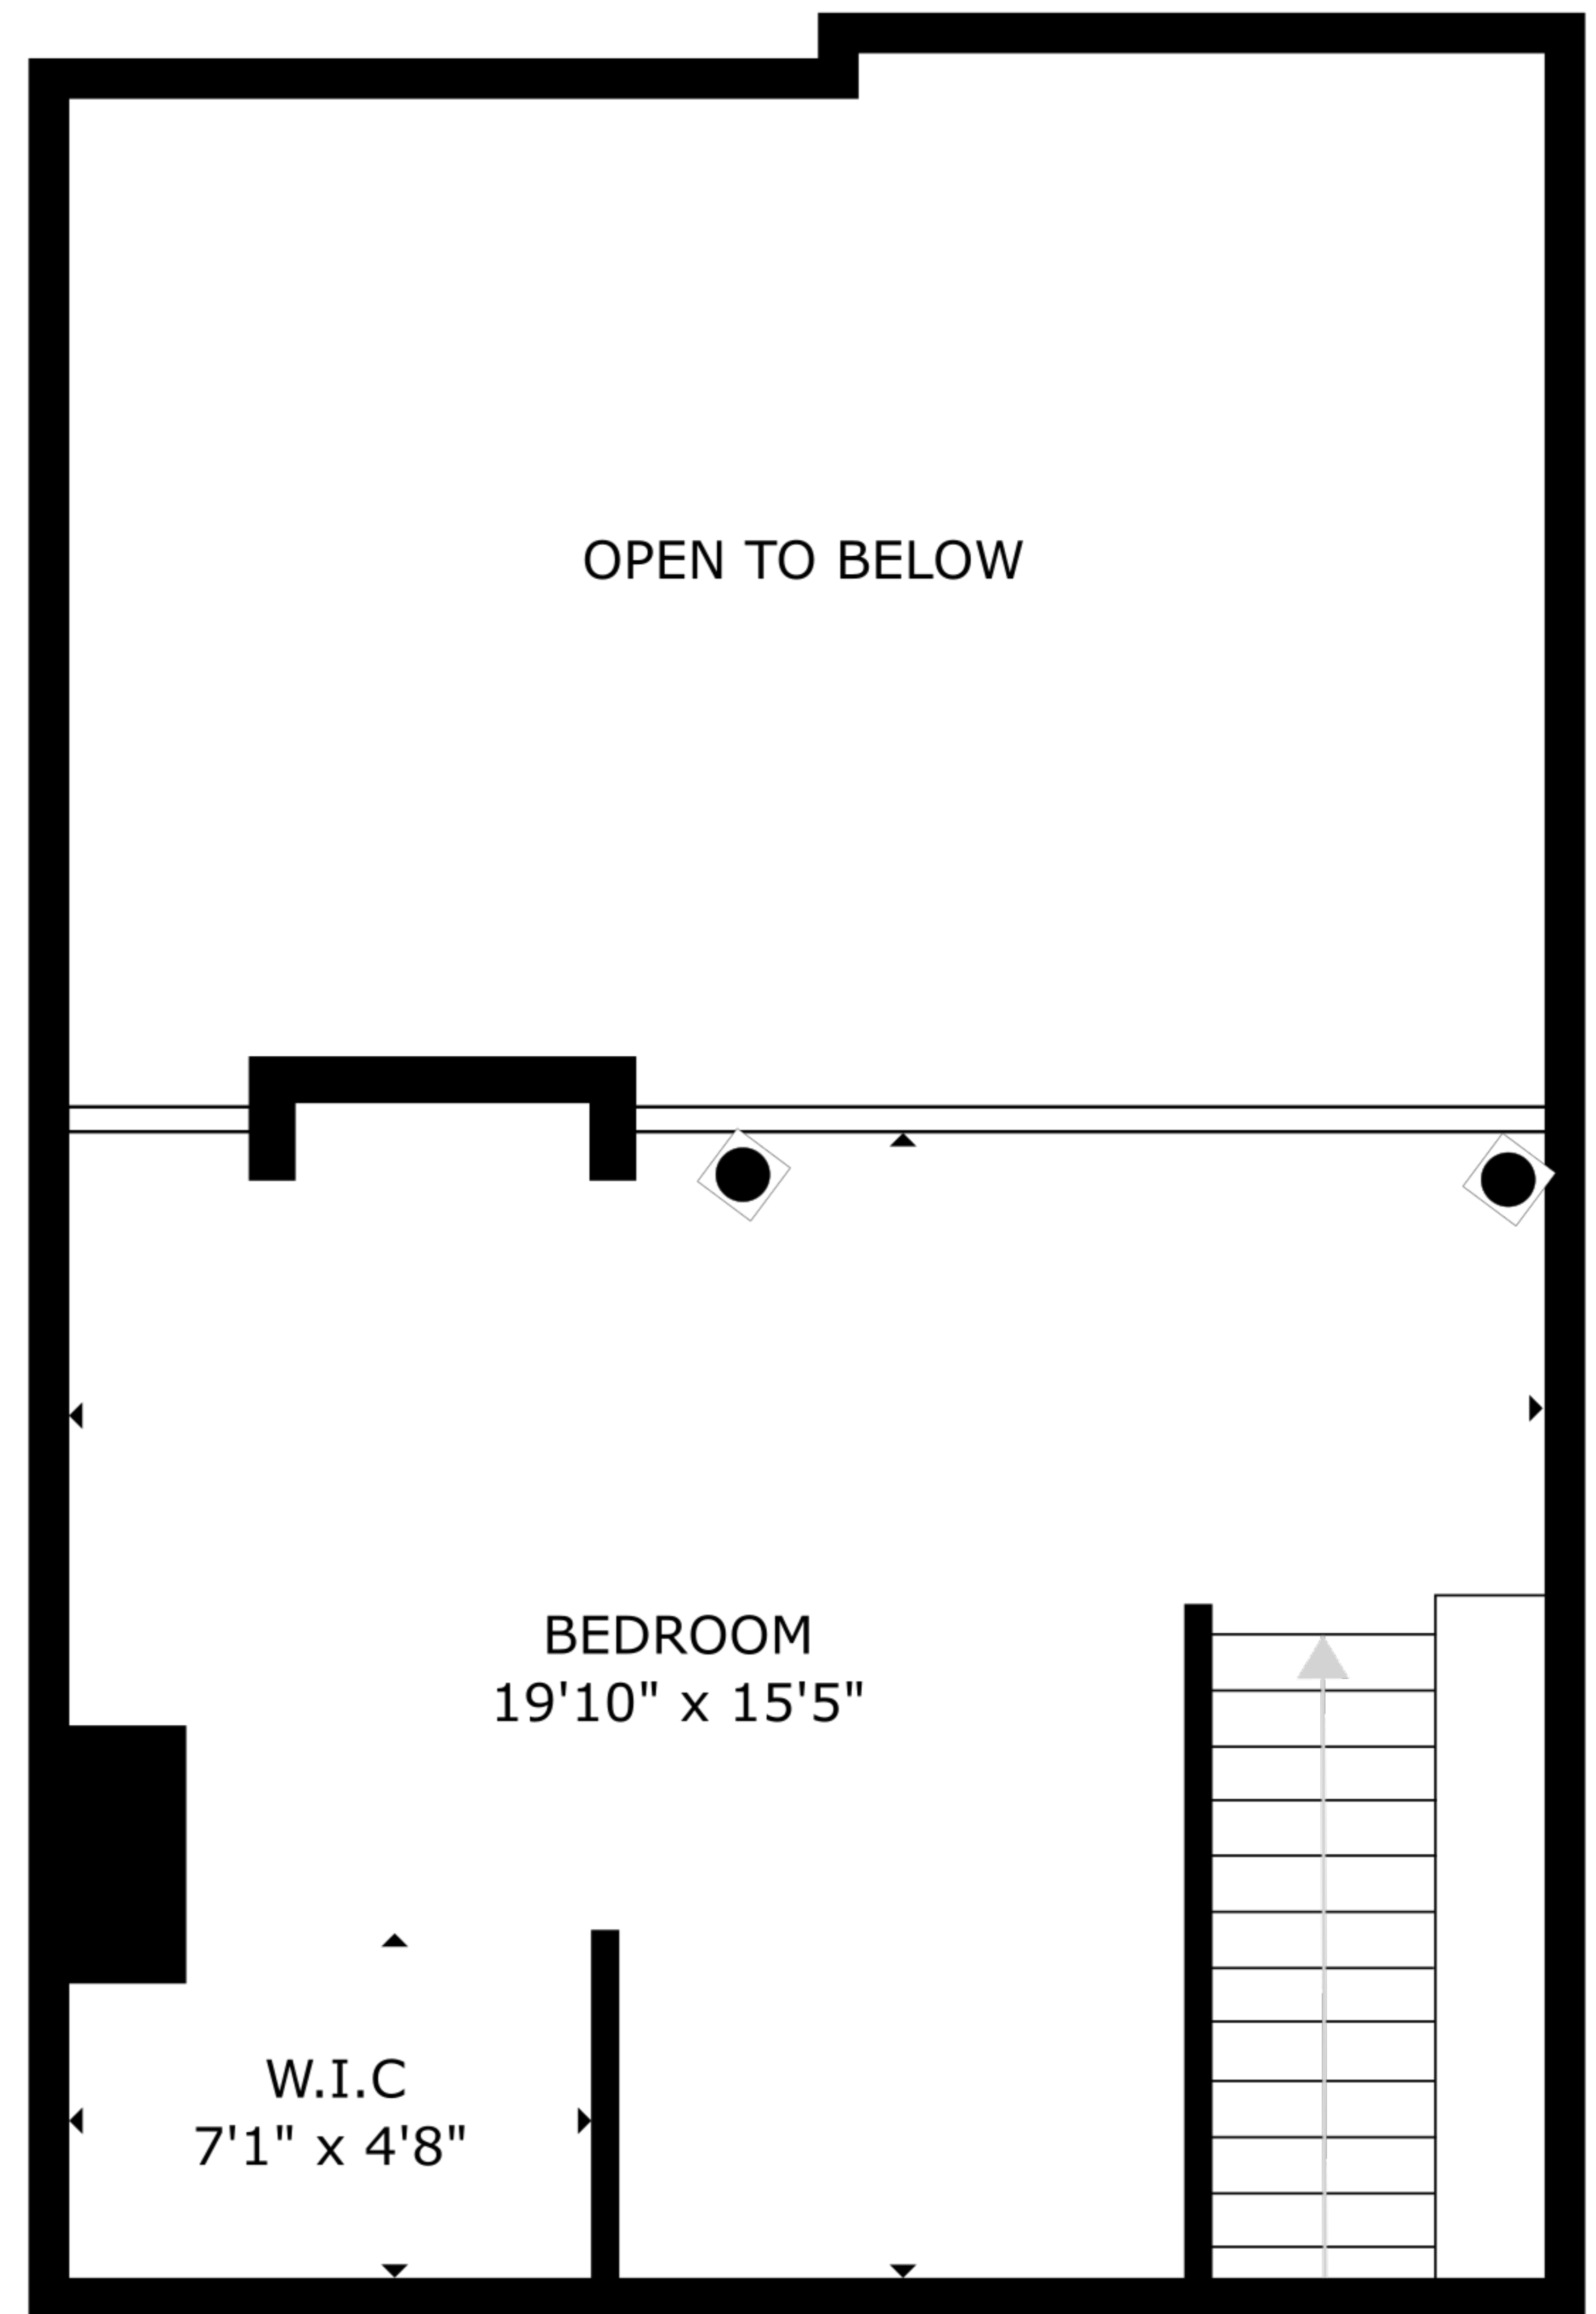 OPEN TO BELOW
BEDROOM
19'10" x 15'5"
W.I.C
7'1" x 4'8"